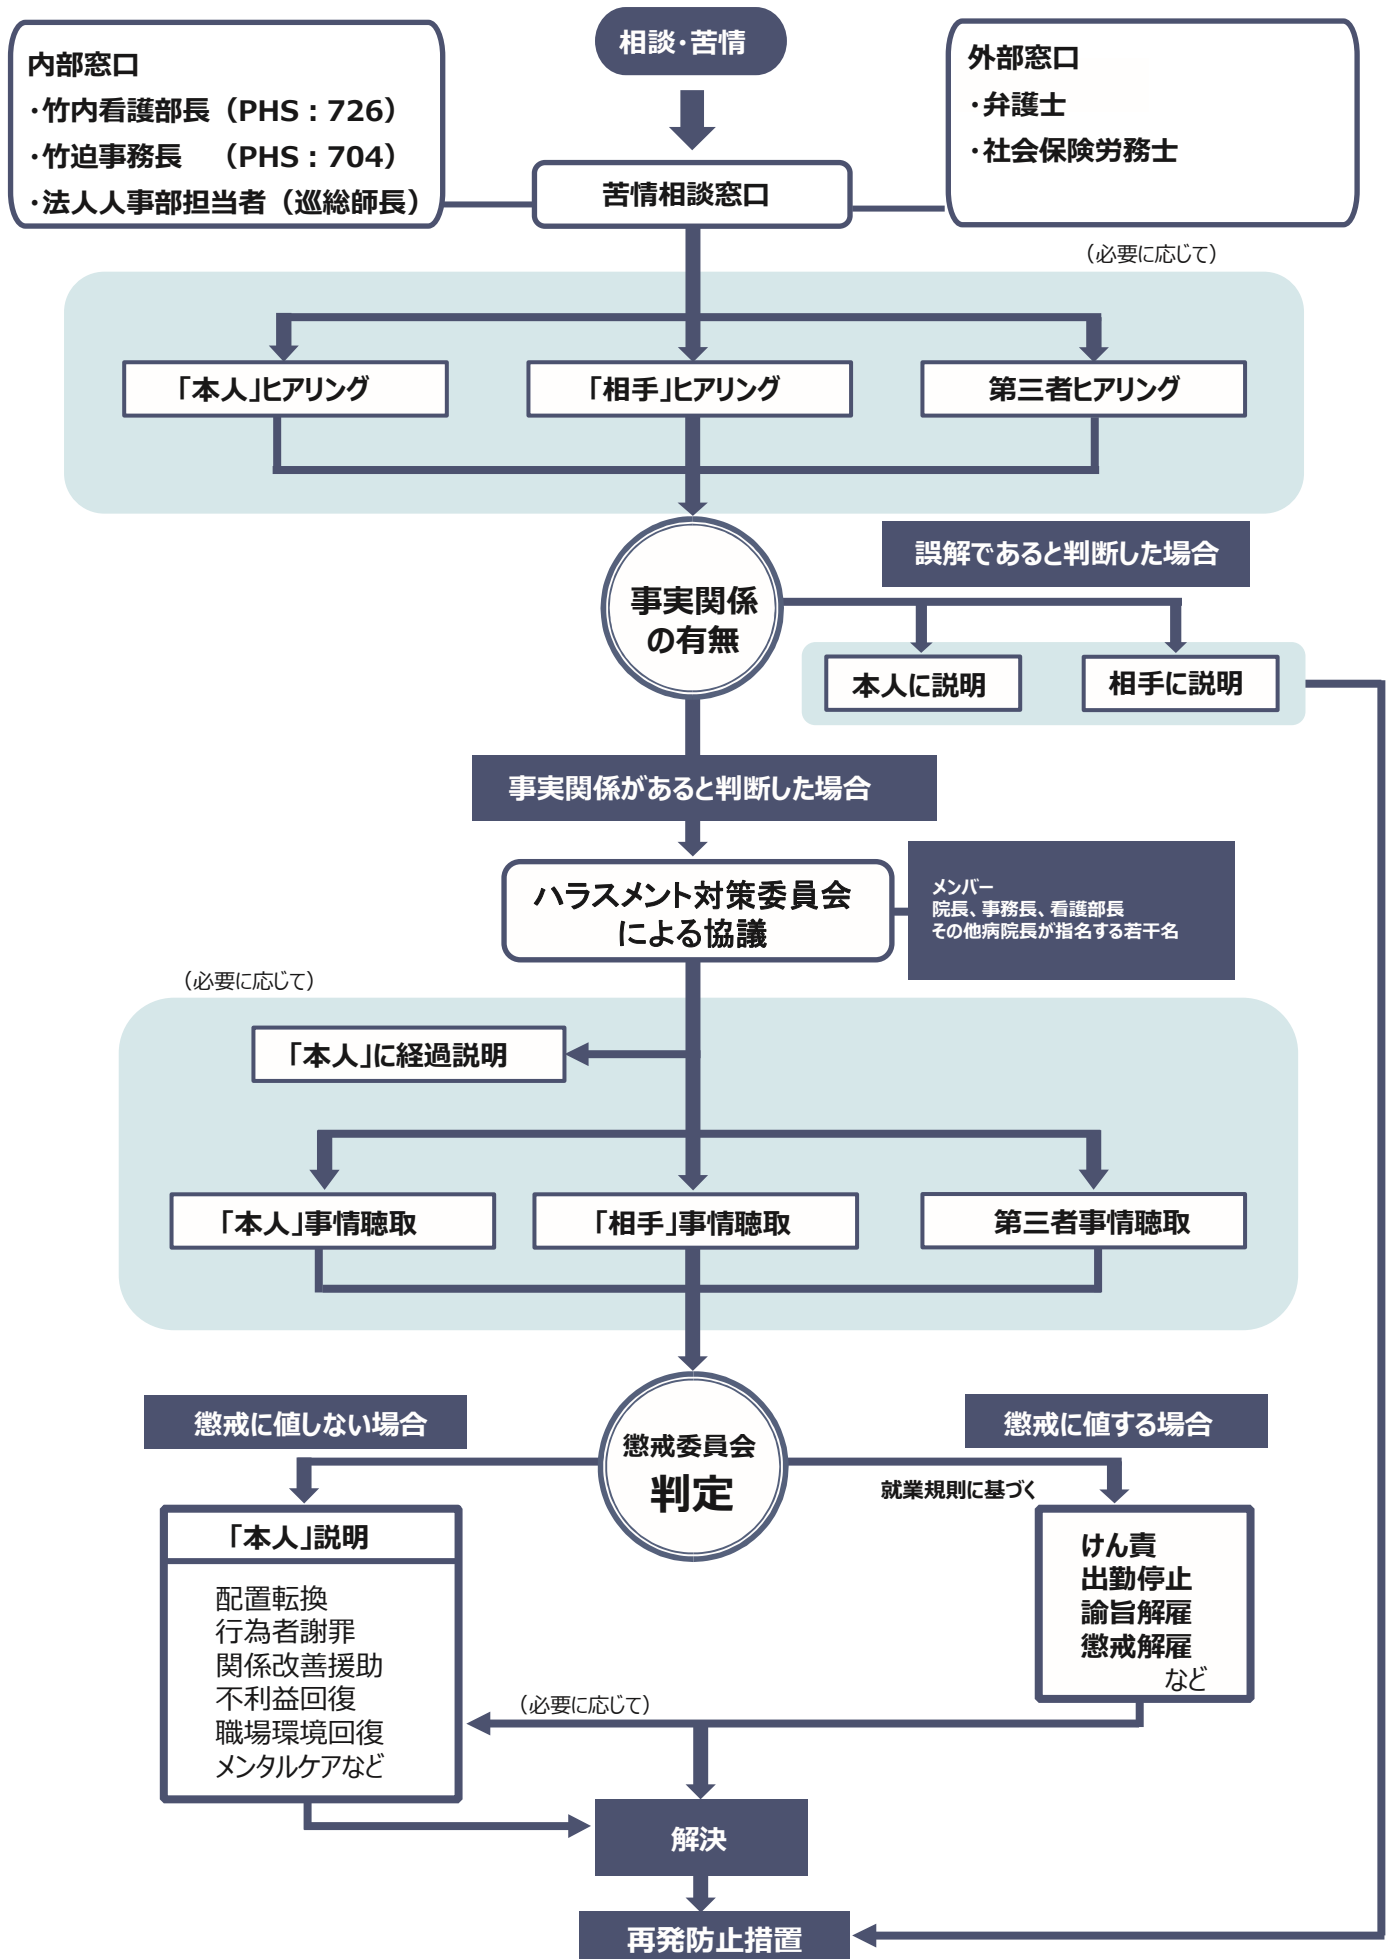 相談・苦情
内部窓口
・竹内看護部長（PHS：726）
・竹迫事務長　（PHS：704）
・法人人事部担当者（巡総師長）
外部窓口
・弁護士
・社会保険労務士
苦情相談窓口
（必要に応じて）
「本人」ヒアリング
「相手」ヒアリング
第三者ヒアリング
事実関係
の有無
誤解であると判断した場合
本人に説明
相手に説明
事実関係があると判断した場合
ハラスメント対策委員会
による協議
メンバー
院長、事務長、看護部長
その他病院長が指名する若干名
（必要に応じて）
「本人」に経過説明
「本人」事情聴取
「相手」事情聴取
第三者事情聴取
懲戒委員会
判定
懲戒に値しない場合
懲戒に値する場合
就業規則に基づく
「本人」説明
配置転換
行為者謝罪
関係改善援助
不利益回復
職場環境回復
メンタルケアなど
けん責
出勤停止
諭旨解雇
懲戒解雇
など
（必要に応じて）
解決
再発防止措置